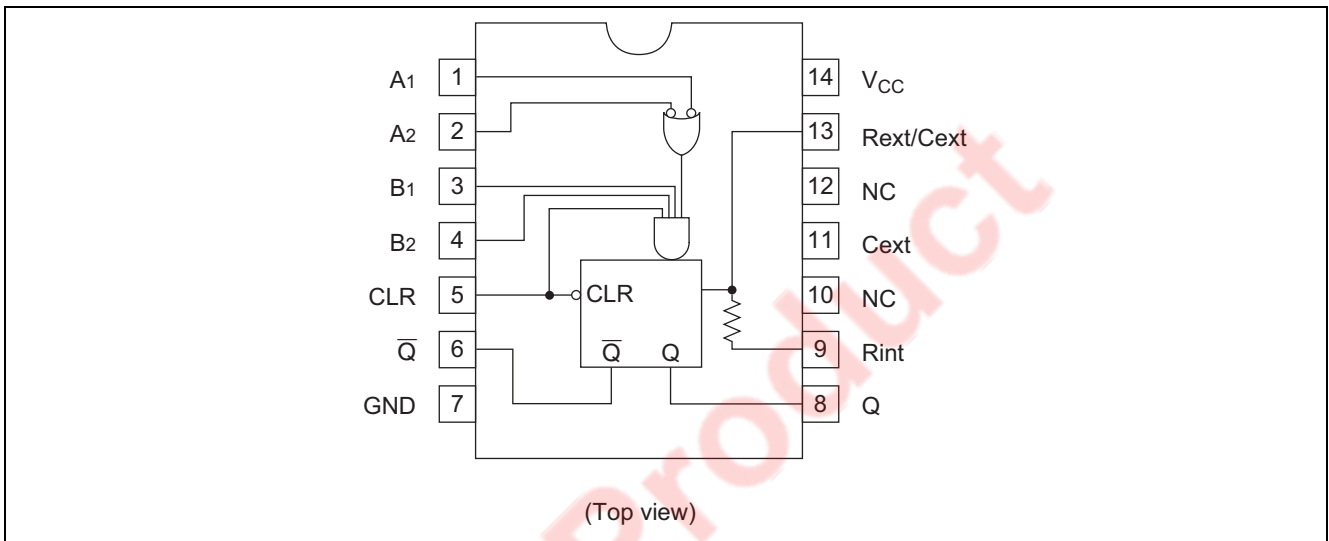 A1 1 14 VCC
A2 2 13 Rext/Cext
B1 3 12 NC
B2 4 11 Cext
CLR 5 CLR 10 NC
Q̅ 6 Q̅ Q 9 Rint
GND 7 8 Q
(Top view)
Product